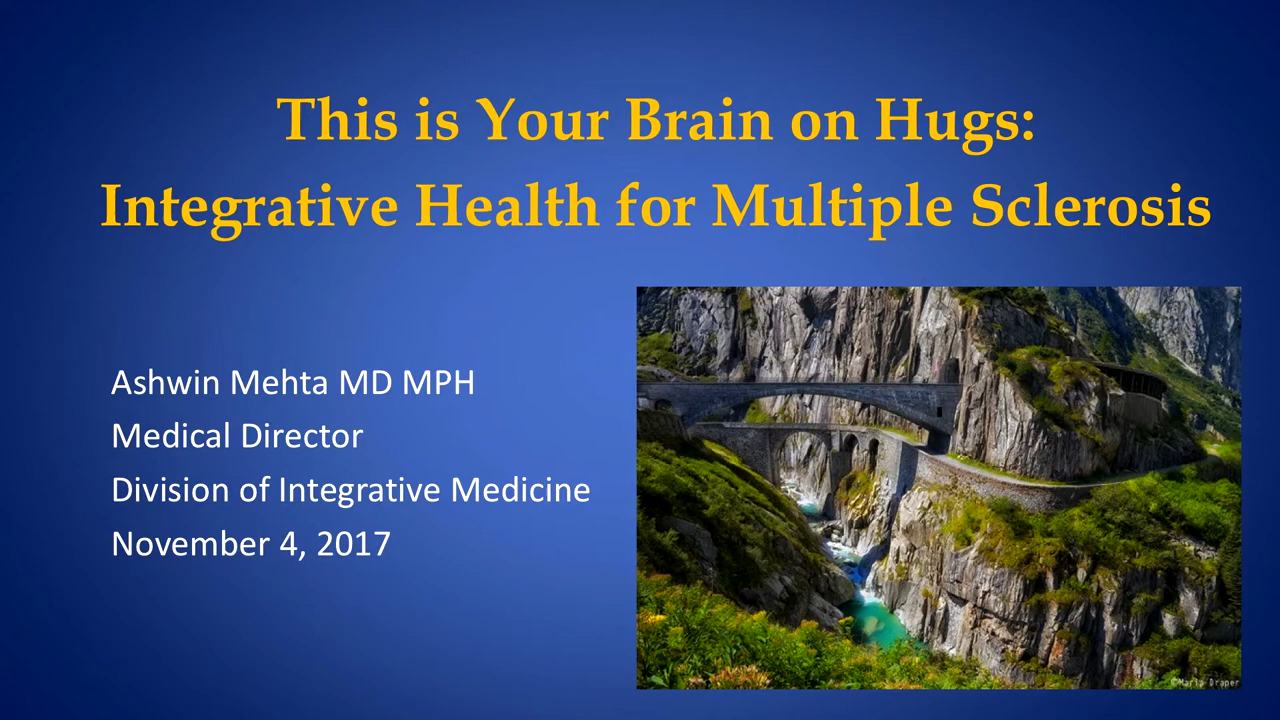 This is Your Brain on Hugs:
Integrative Health for Multiple Sclerosis
Ashwin Mehta MD MPH
Medical Director
Division of Integrative Medicine
November 4, 2017
©Maria Draper